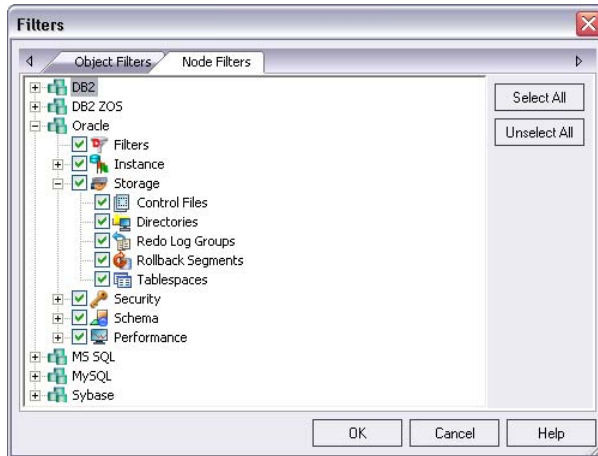 Filters
Object Filters Node Filters
DB2
DB2 ZOS
Oracle
Filters
Instance
Storage
Control Files
Directories
Redo Log Groups
Rollback Segments
Tablespaces
Security
Schema
Performance
MS SQL
MySQL
Sybase
Select All
Unselect All
OK Cancel Help